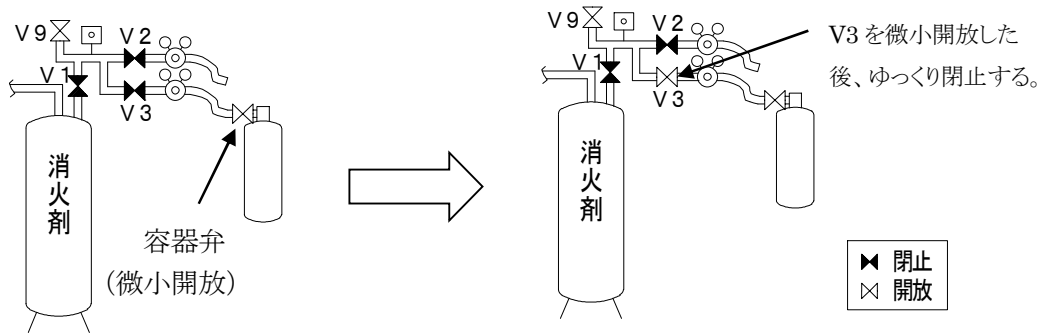 V9
V2
V1
V3
消火剤
容器弁
（微小開放）
V9
V2
V1
V3
消火剤
V3を微小開放した
後、ゆっくり閉止する。
閉止
開放